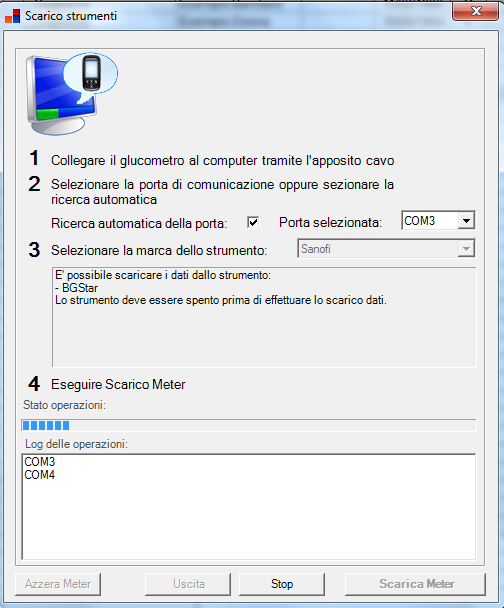 Scarico strumenti
1 Collegare il glucometro al computer tramite l'apposito cavo
2 Selezionare la porta di comunicazione oppure sezionare la
ricerca automatica
Ricerca automatica della porta: Porta selezionata: COM3
3 Selezionare la marca dello strumento: Sanofi
E' possibile scaricare i dati dallo strumento:
- BGStar
Lo strumento deve essere spento prima di effettuare lo scarico dati.
4 Eseguire Scarico Meter
Stato operazioni:
Log delle operazioni:
COM3
COM4
Azzera Meter Uscita Stop Scarica Meter